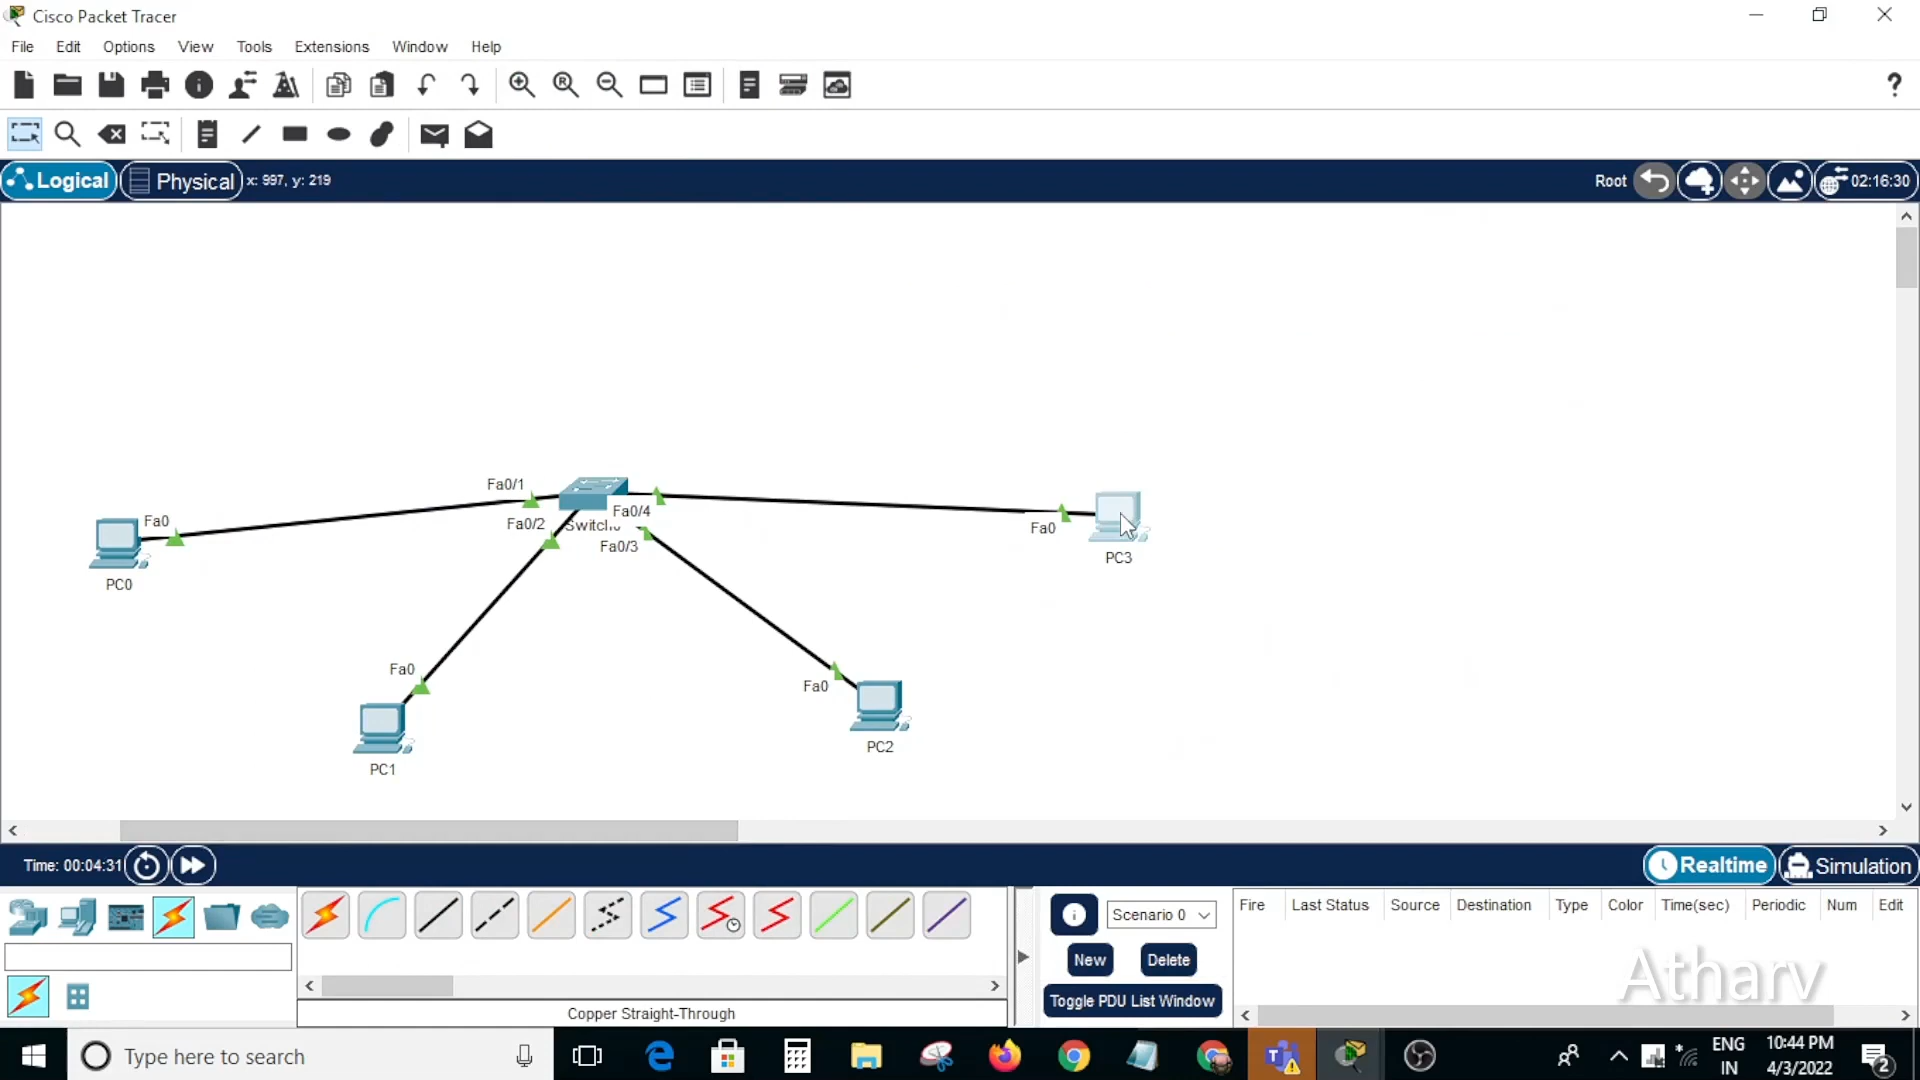 Cisco Packet Tracer
File Edit Options View Tools Extensions Window Help
Logical Physical x: 997, y: 219 Root 02:16:30
Fa0/1
Fa0/4
Fa0 Fa0/2 Switch0 Fa0
Fa0/3
PC3
PC0
Fa0
Fa0
PC2
PC1
Time: 00:04:31 Realtime Simulation
Scenario 0
Fire Last Status Source Destination Type Color Time(sec) Periodic Num Edit
New Delete
Toggle PDU List Window
Copper Straight-Through
Atharv
Type here to search
ENG
IN
10:44 PM
4/3/2022
2